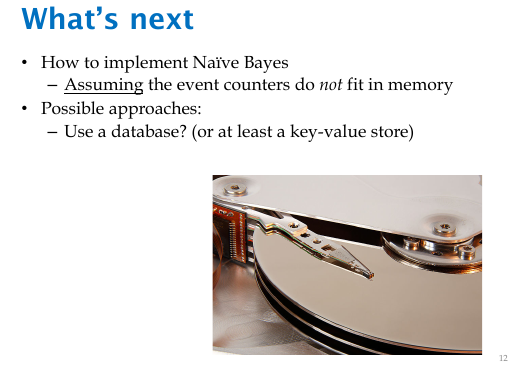 What's next
• How to implement Naïve Bayes
– Assuming the event counters do not fit in memory
• Possible approaches:
– Use a database? (or at least a key-value store)
12